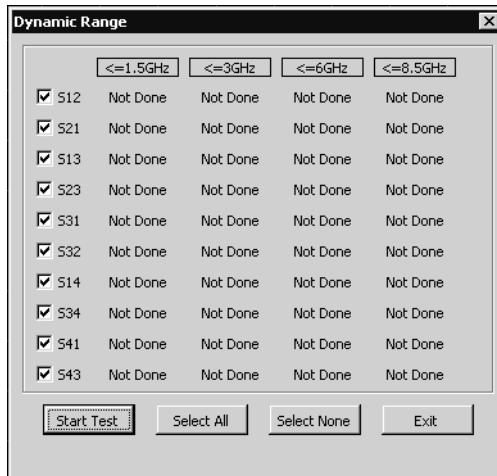 Dynamic Range
<=1.5GHz <=3GHz <=6GHz <=8.5GHz
S12 Not Done Not Done Not Done Not Done
S21 Not Done Not Done Not Done Not Done
S13 Not Done Not Done Not Done Not Done
S23 Not Done Not Done Not Done Not Done
S31 Not Done Not Done Not Done Not Done
S32 Not Done Not Done Not Done Not Done
S14 Not Done Not Done Not Done Not Done
S34 Not Done Not Done Not Done Not Done
S41 Not Done Not Done Not Done Not Done
S43 Not Done Not Done Not Done Not Done
Start Test Select All Select None Exit